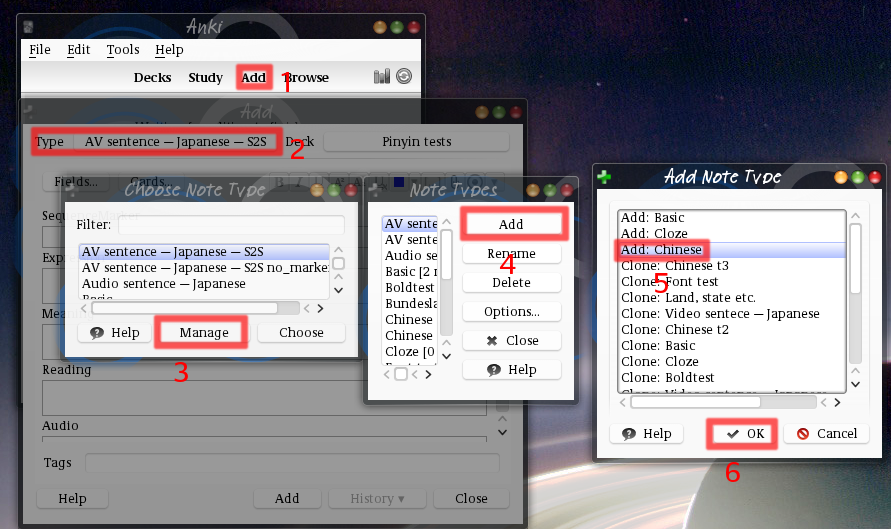 Anki
File Edit Tools Help
Decks Study Add Browse
1
Add
Type AV sentence — Japanese — S2S Deck Pinyin tests
2
Fields... Cards...
Reading
Audio
Tags
Help Add History ▾ Close
Choose Note Type
Filter:
AV sentence — Japanese — S2S
AV sentence — Japanese — S2S no_marke
Audio sentence — Japanese
Basic
Help Manage Choose
3
Note Types
AV sente
AV sente
Audio se
Basic [2 n
Boldtest
Bundesla
Chinese
Chinese
Cloze [0
Add
Rename
4
Delete
Options...
Close
Help
Add Note Type
Add: Basic
Add: Cloze
Add: Chinese
Clone: Chinese t3
5
Clone: Font test
Clone: Land, state etc.
Clone: Video sentece — Japanese
Clone: Chinese t2
Clone: Basic
Clone: Cloze
Clone: Boldtest
Clone: Video sentence — Japanese
Help OK Cancel
6